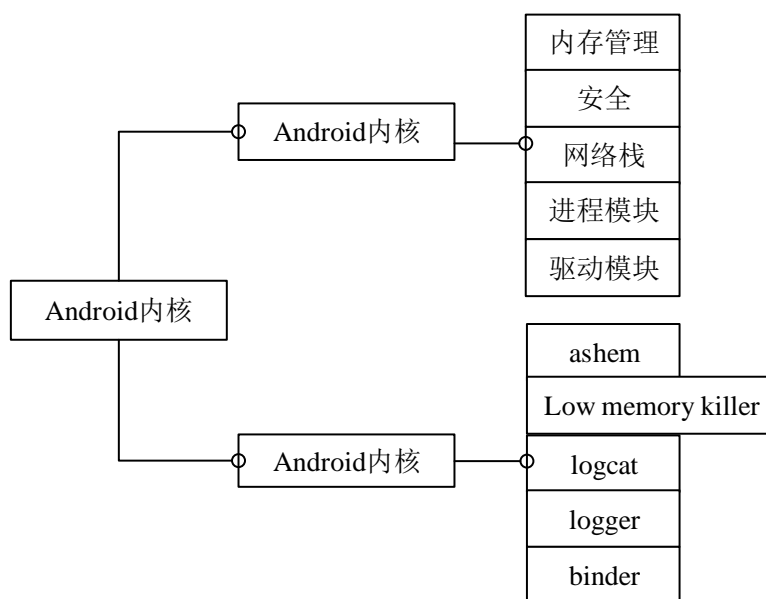 内存管理
安全
Android内核
网络栈
进程模块
驱动模块
Android内核
ashem
Low memory killer
Android内核
logcat
logger
binder